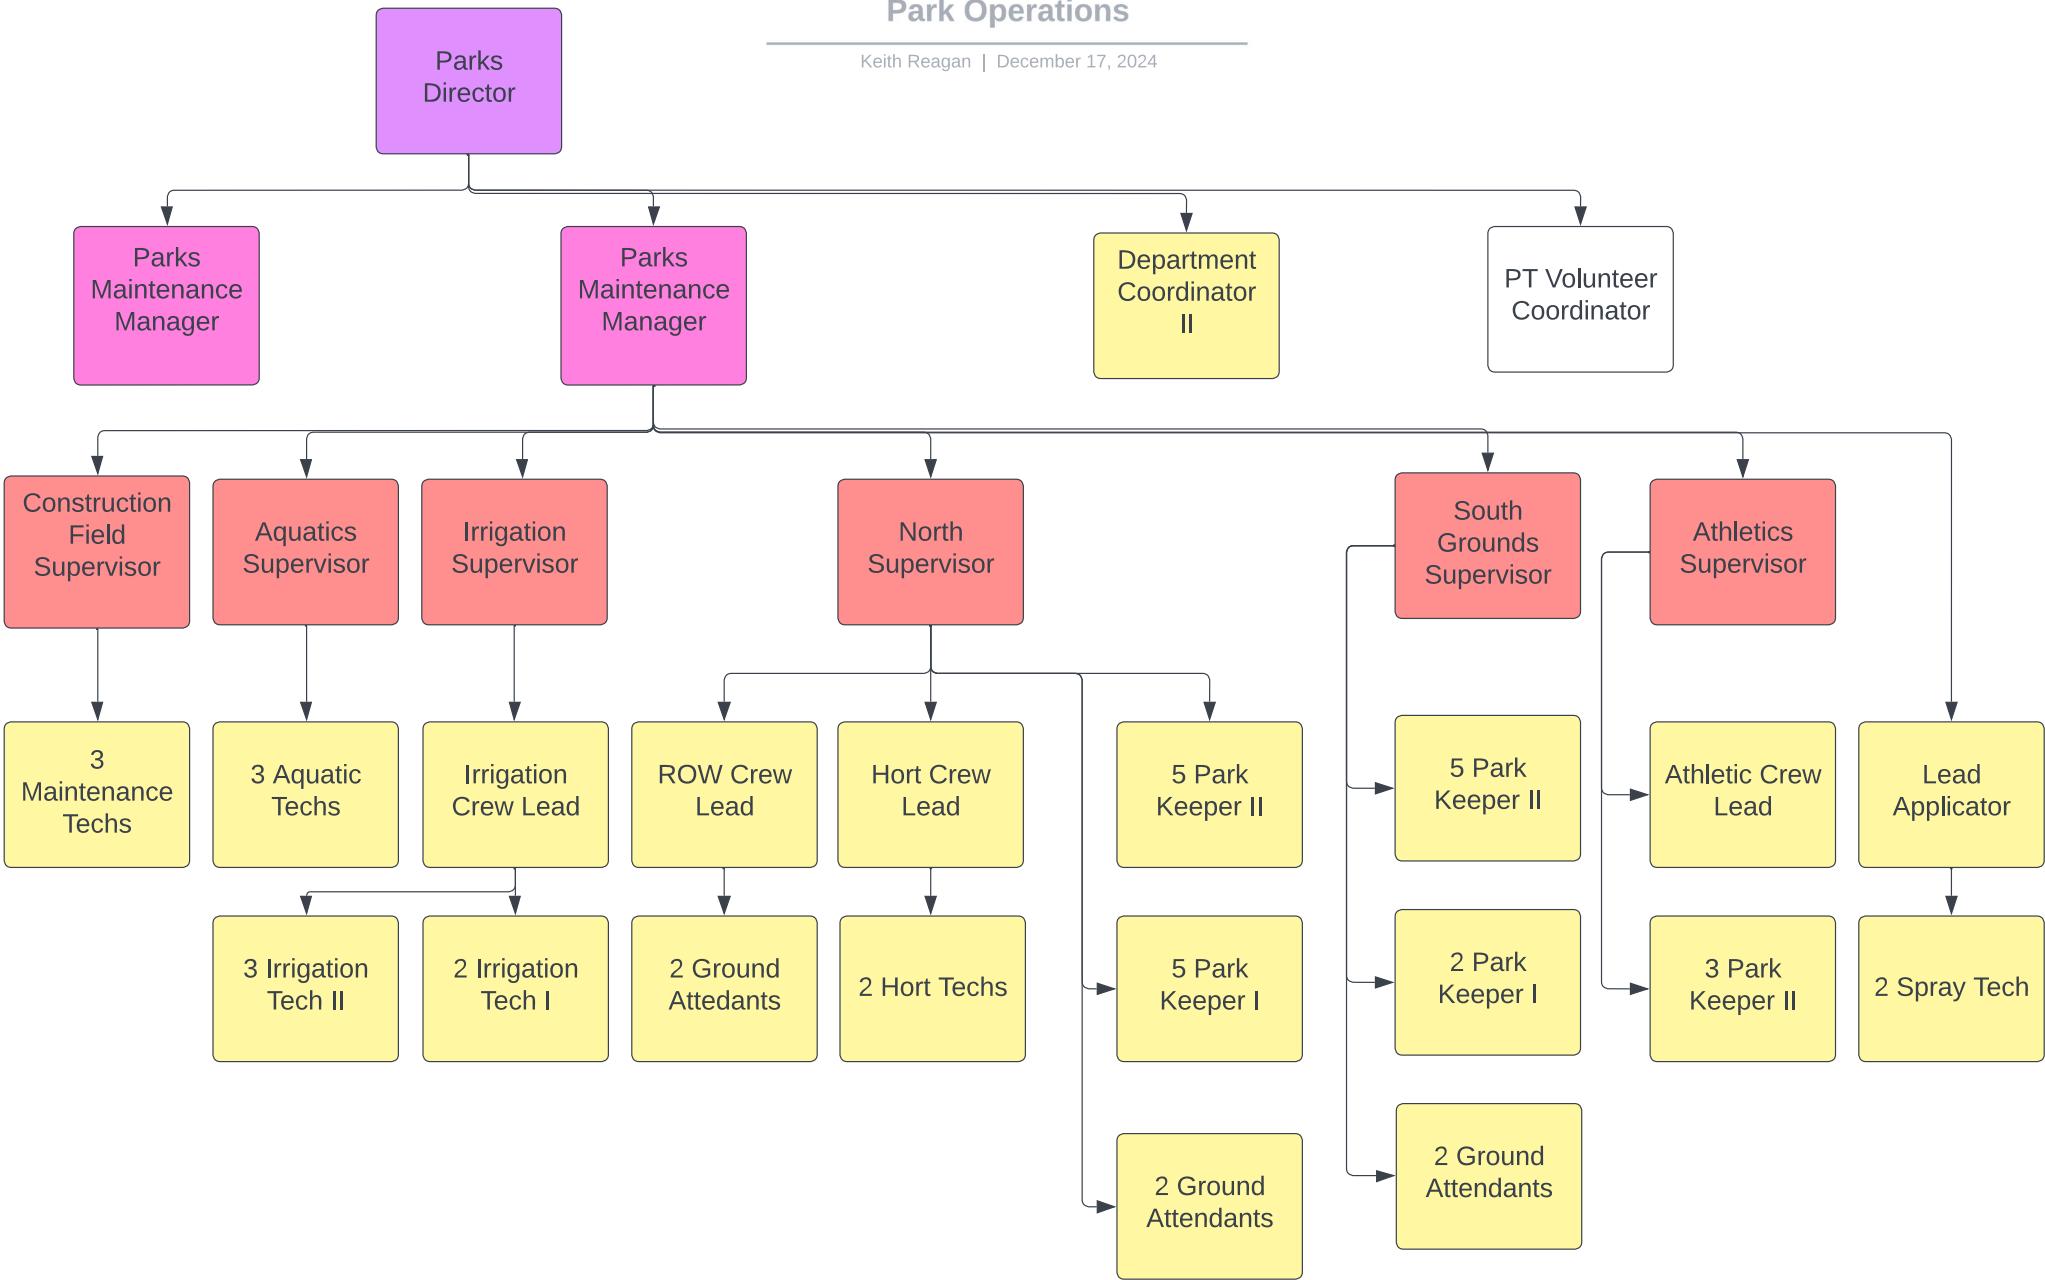 Park Operations
Keith Reagan | December 17, 2024
Parks
Director
Parks
Maintenance
Manager
Parks
Maintenance
Manager
Department
Coordinator
II
PT Volunteer
Coordinator
Construction
Field
Supervisor
Aquatics
Supervisor
Irrigation
Supervisor
North
Supervisor
South
Grounds
Supervisor
Athletics
Supervisor
3
Maintenance
Techs
3 Aquatic
Techs
Irrigation
Crew Lead
ROW Crew
Lead
Hort Crew
Lead
5 Park
Keeper II
5 Park
Keeper II
Athletic Crew
Lead
Lead
Applicator
3 Irrigation
Tech II
2 Irrigation
Tech I
2 Ground
Attedants
2 Hort Techs
5 Park
Keeper I
2 Park
Keeper I
3 Park
Keeper II
2 Spray Tech
2 Ground
Attendants
2 Ground
Attendants